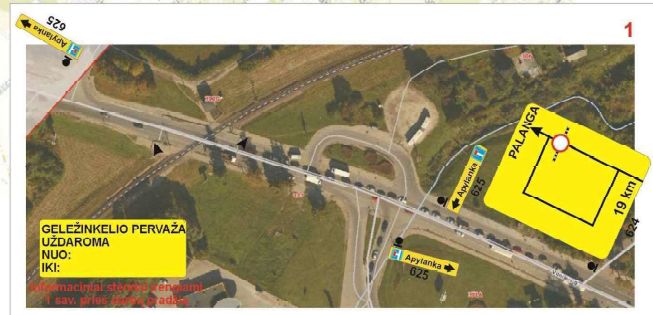 625
Apylanka
1
PALANGA
19 km
624
Apylanka
625
Apylanka
625
GELEŽINKELIO PERVAŽA
UŽDAROMA
NUO:
IKI:
Informaciniai stendai įrengiami
1 sav. prieš darbų pradžią